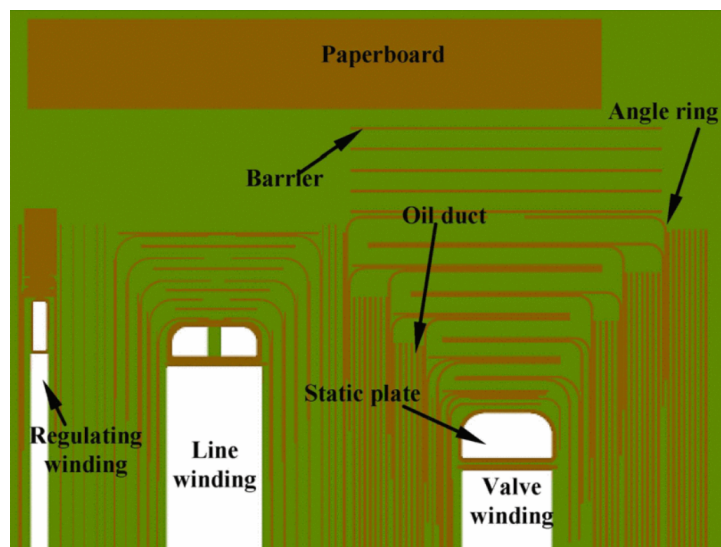 Paperboard
Angle ring
Barrier
Oil duct
Static plate
Regulating
winding
Line
winding
Valve
winding